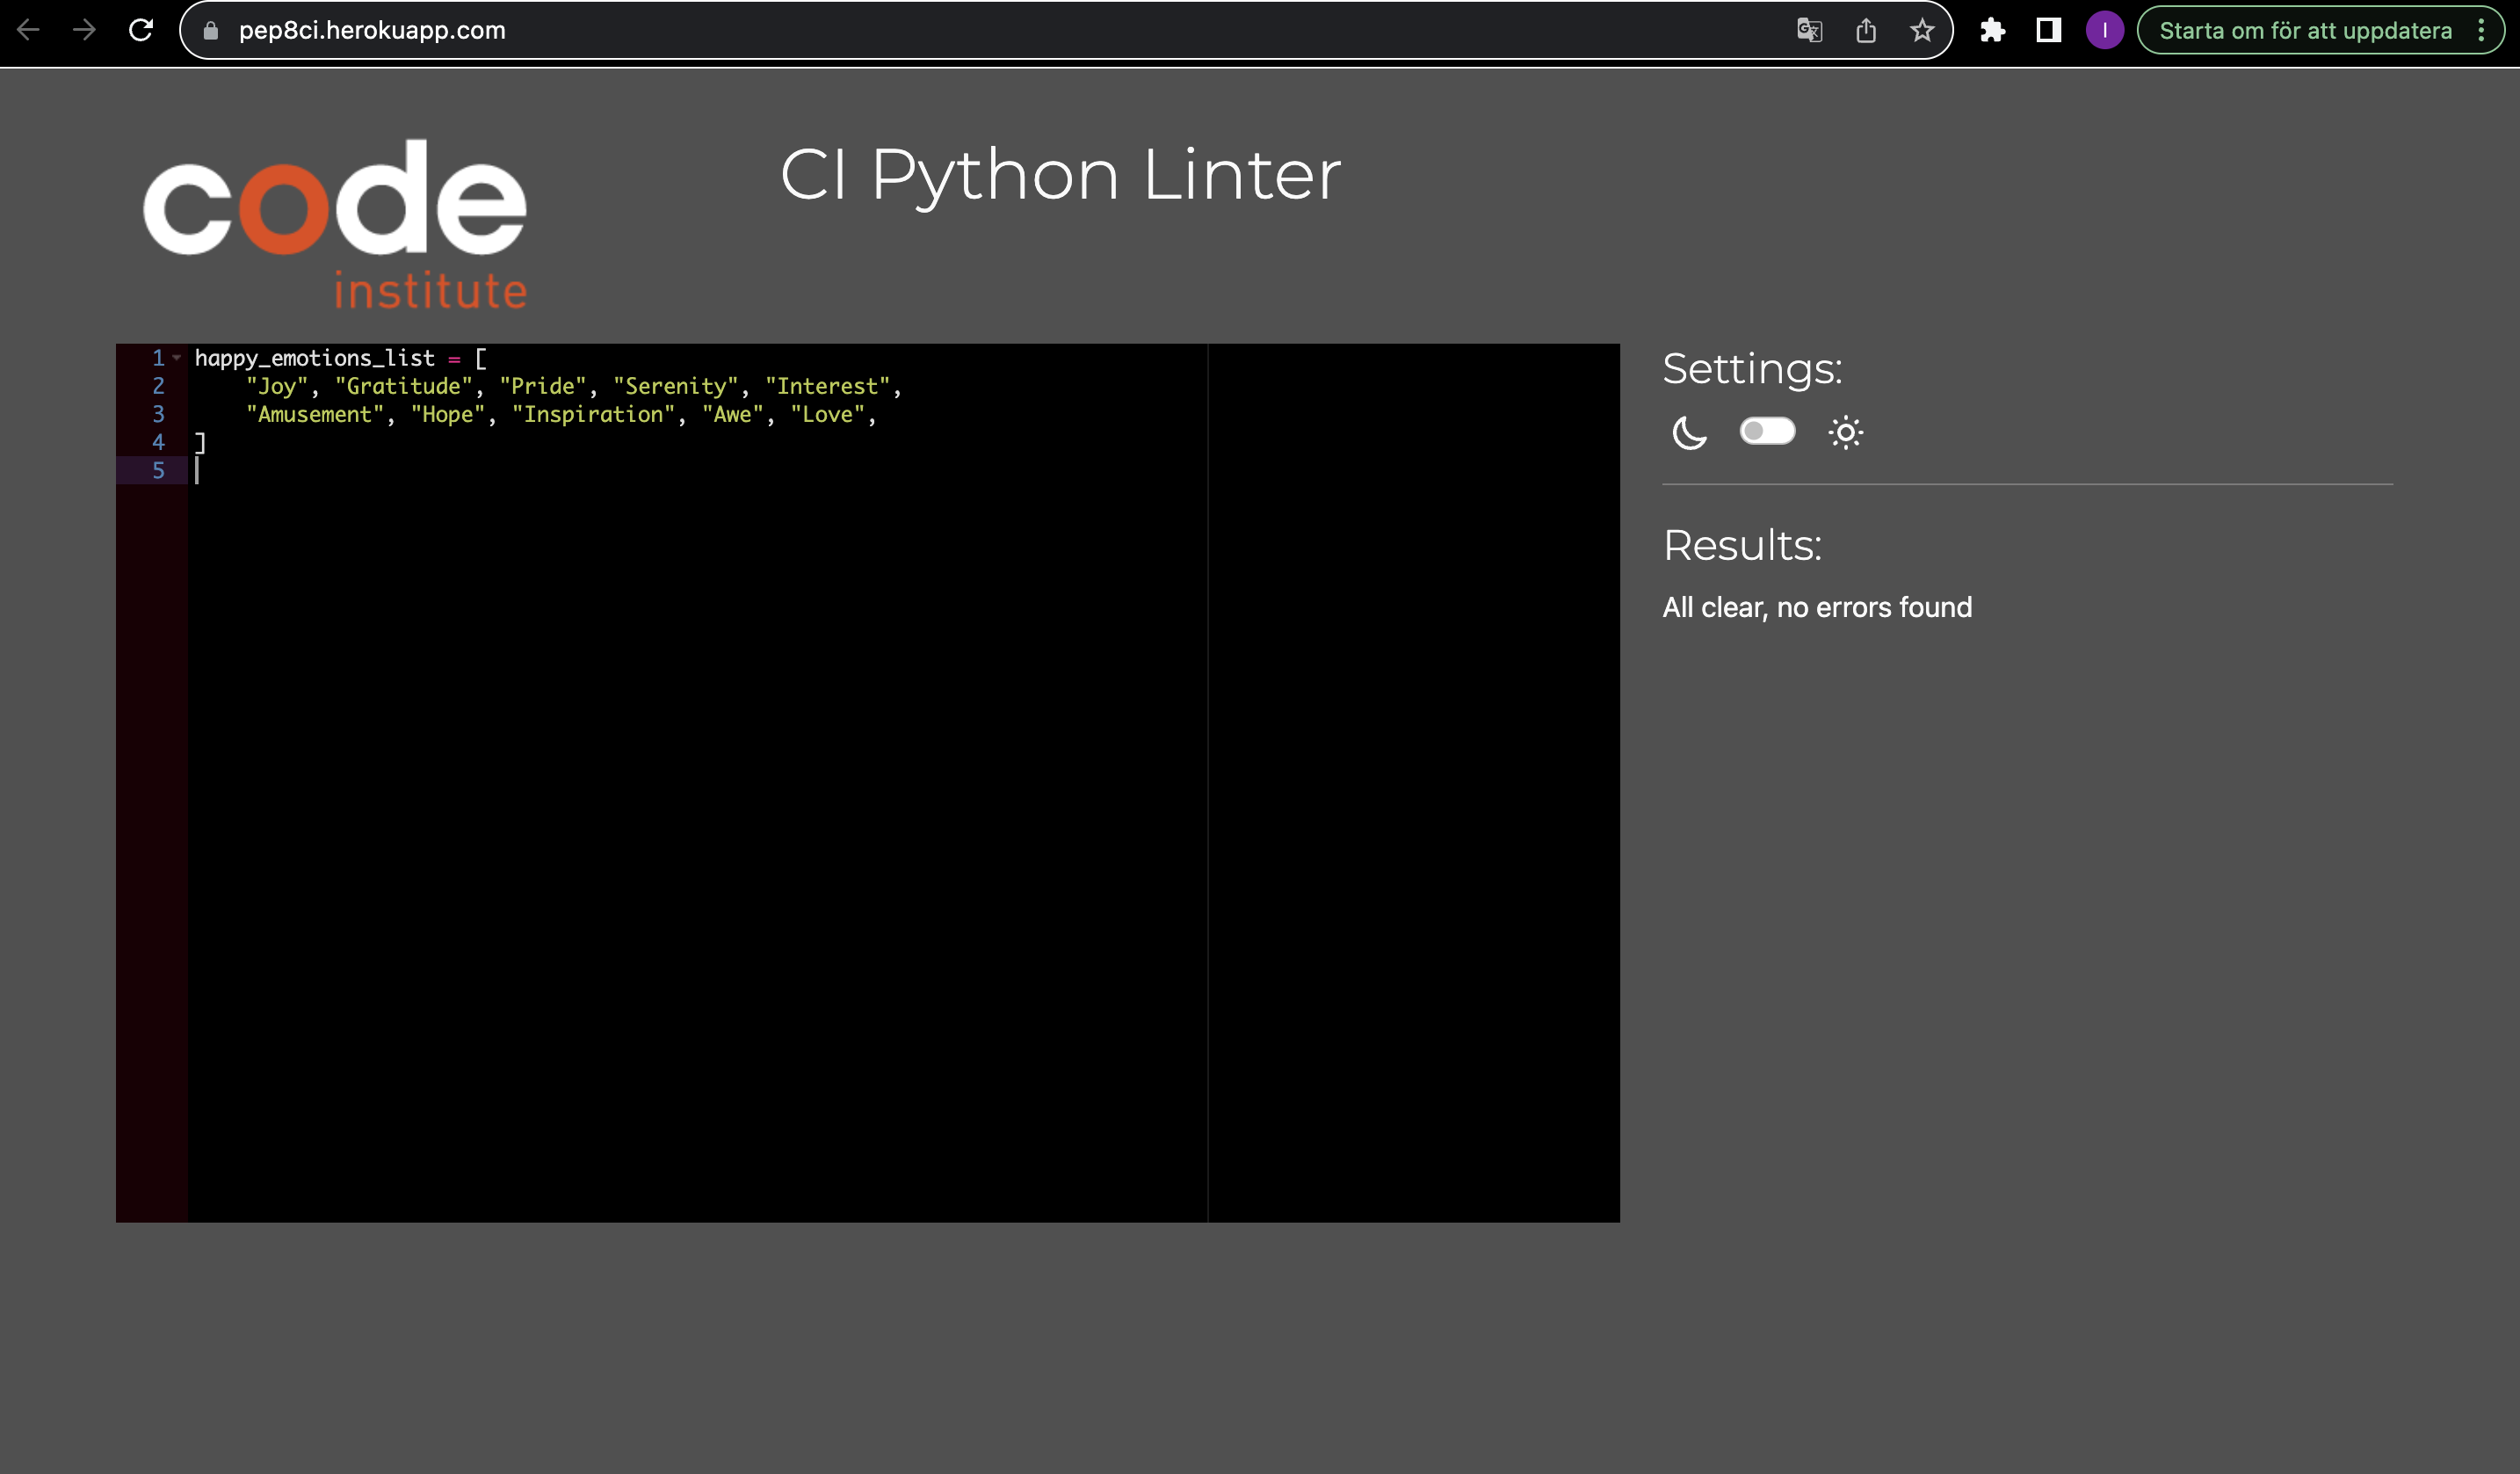 pep8ci.herokuapp.com
I
Starta om för att uppdatera
code
institute
CI Python Linter
1 happy_emotions_list = [
2 "Joy", "Gratitude", "Pride", "Serenity", "Interest",
3 "Amusement", "Hope", "Inspiration", "Awe", "Love",
4 ]
5
Settings:
Results:
All clear, no errors found